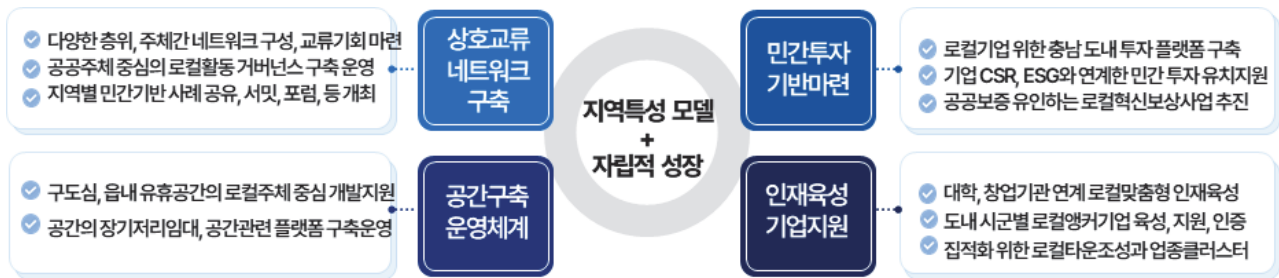 다양한 층위, 주체간 네트워크 구성, 교류기회 마련
공공주체 중심의 로컬활동 거버넌스 구축 운영
지역별 민간기반 사례 공유, 서밋, 포럼, 등 개최
상호교류
네트워크
구축
민간투자
기반마련
로컬기업 위한 충남 도내 투자 플랫폼 구축
기업 CSR, ESG와 연계한 민간 투자 유치지원
공공보증 유인하는 로컬혁신보상사업 추진
지역특성 모델
+
자립적 성장
구도심, 읍내 유휴공간의 로컬주체 중심 개발지원
공간의 장기저리임대, 공간관련 플랫폼 구축운영
공간구축
운영체계
인재육성
기업지원
대학, 창업기관 연계 로컬맞춤형 인재육성
도내 시군별 로컬앵커기업 육성, 지원, 인증
집적화 위한 로컬타운조성과 업종클러스터